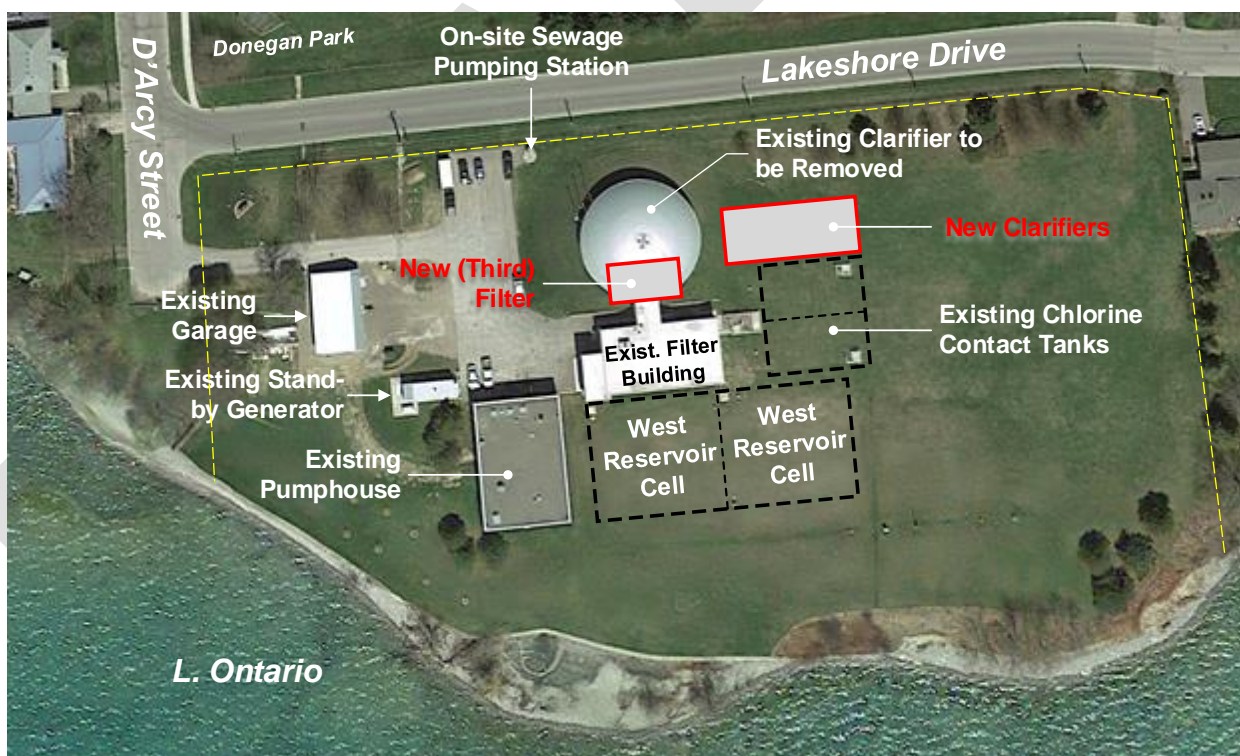 Donegan Park
On-site Sewage
Pumping Station
D'Arcy Street
Lakeshore Drive
Existing Clarifier to
be Removed
New Clarifiers
New (Third)
Filter
Existing
Garage
Existing Chlorine
Contact Tanks
Exist. Filter
Building
Existing Stand-
by Generator
West
Reservoir
Cell
West
Reservoir
Cell
Existing
Pumphouse
L. Ontario